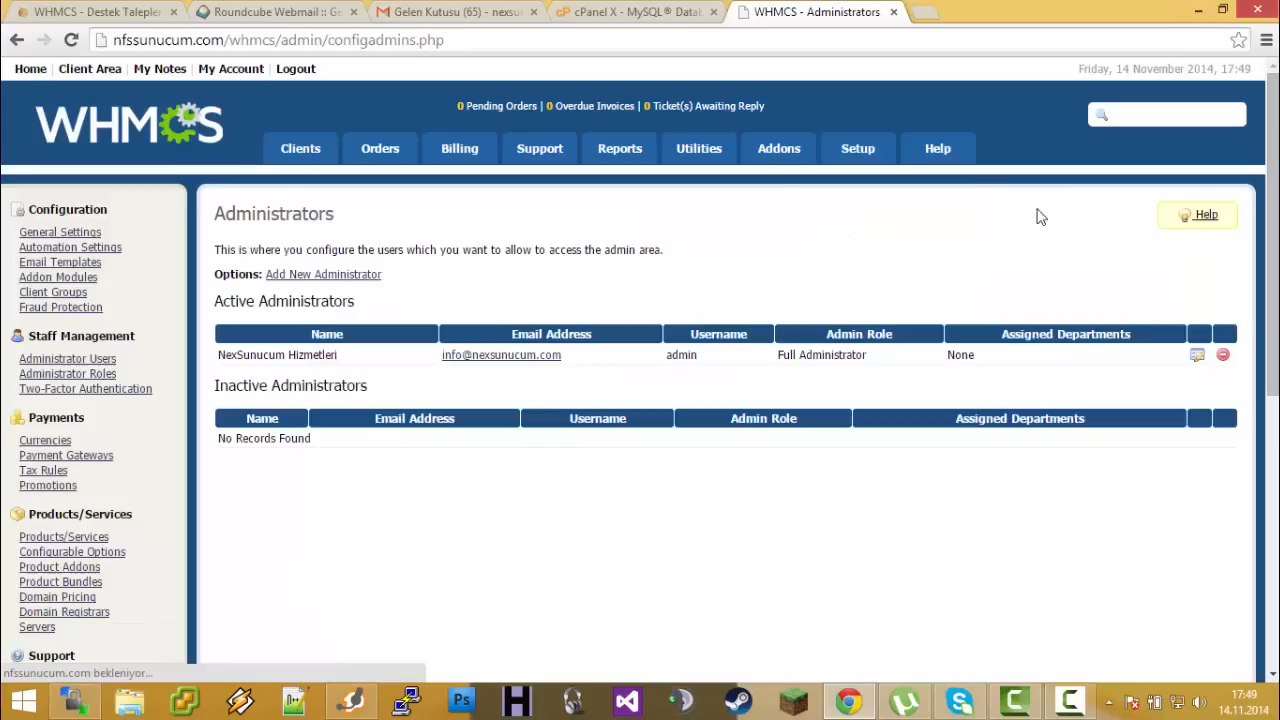 WHMCS - Destek Talepler
Roundcube Webmail :: Ge
Gelen Kutusu (65) - nexsu
cPanel X - MySQL® Datab
WHMCS - Administrators
nfssunucum.com/whmcs/admin/configadmins.php
Home Client Area My Notes My Account Logout
Friday, 14 November 2014, 17:49
WHMCS
0 Pending Orders | 0 Overdue Invoices | 0 Ticket(s) Awaiting Reply
Clients Orders Billing Support Reports Utilities Addons Setup Help
Configuration
General Settings
Automation Settings
Email Templates
Addon Modules
Client Groups
Fraud Protection
Staff Management
Administrator Users
Administrator Roles
Two-Factor Authentication
Payments
Currencies
Payment Gateways
Tax Rules
Promotions
Products/Services
Products/Services
Configurable Options
Product Addons
Product Bundles
Domain Pricing
Domain Registrars
Servers
Support
Administrators
Help
This is where you configure the users which you want to allow to access the admin area.
Options: Add New Administrator
Active Administrators
Name Email Address Username Admin Role Assigned Departments
NexSunucum Hizmetleri info@nexsunucum.com admin Full Administrator None
Inactive Administrators
Name Email Address Username Admin Role Assigned Departments
No Records Found
nfssunucum.com bekleniyor...
Ps
H
C
C
17:49
14.11.2014